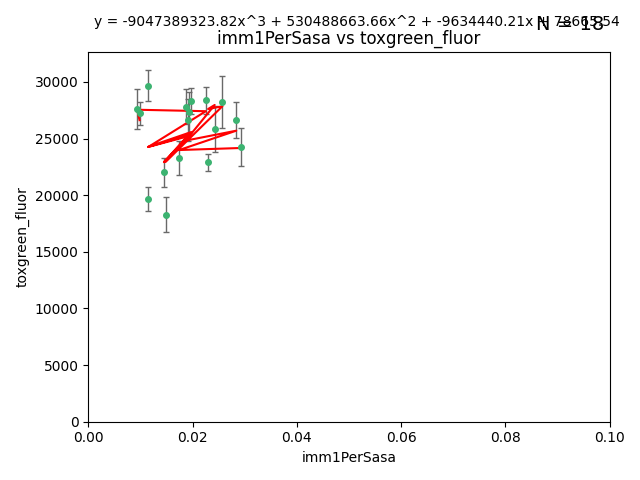 y = -9047389323.82x^3 + 530488663.66x^2 + -9634440.21x + 78665.54
N = 18
imm1PerSasa vs toxgreen_fluor
30000
25000
20000
15000
10000
5000
0
toxgreen_fluor
0.00 0.02 0.04 0.06 0.08 0.10
imm1PerSasa